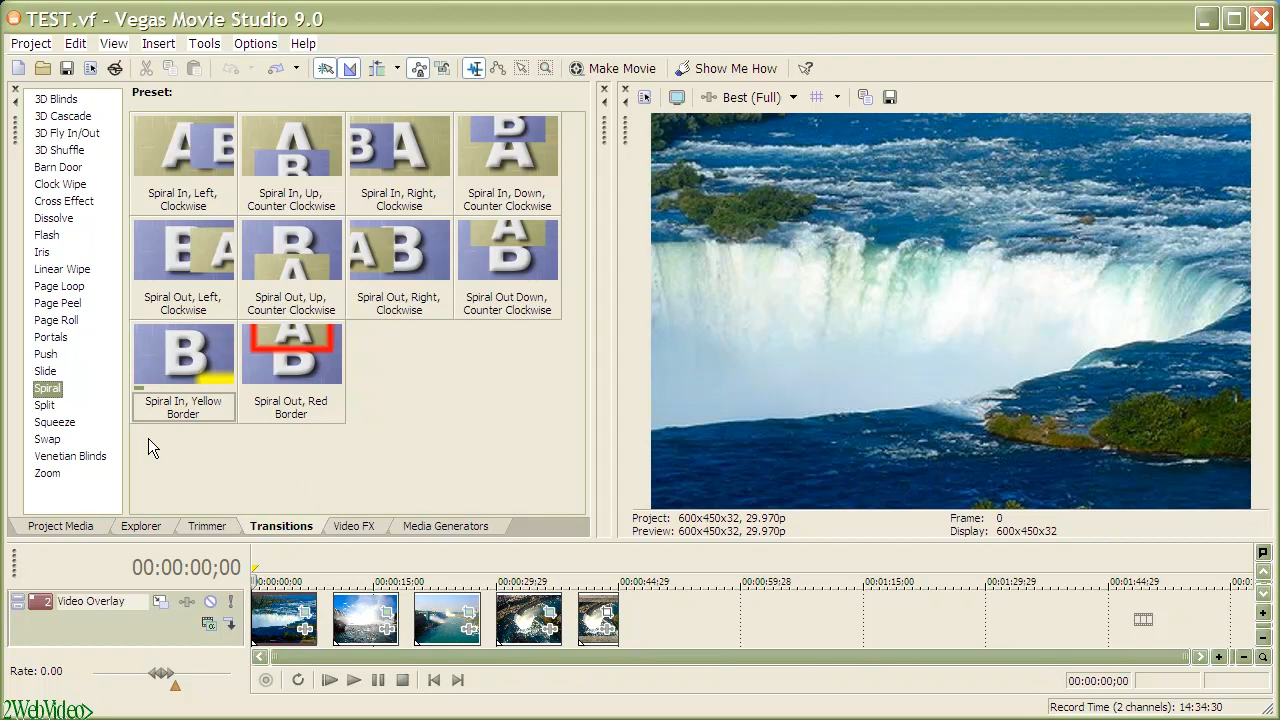 TEST.vf - Vegas Movie Studio 9.0
Project Edit View Insert Tools Options Help
Make Movie Show Me How
3D Blinds
3D Cascade
3D Fly In/Out
3D Shuffle
Barn Door
Clock Wipe
Cross Effect
Dissolve
Flash
Iris
Linear Wipe
Page Loop
Page Peel
Page Roll
Portals
Push
Slide
Spiral
Split
Squeeze
Swap
Venetian Blinds
Zoom
Preset:
A B
A B
B A
B A
Spiral In, Left,
Clockwise
Spiral In, Up,
Counter Clockwise
Spiral In, Right,
Clockwise
Spiral In, Down,
Counter Clockwise
B A
B A
A B
A B
Spiral Out, Left,
Clockwise
Spiral Out, Up,
Counter Clockwise
Spiral Out, Right,
Clockwise
Spiral Out Down,
Counter Clockwise
B
A B
Spiral In, Yellow
Border
Spiral Out, Red
Border
Best (Full)
Project Media Explorer Trimmer Transitions Video FX Media Generators
Project: 600x450x32, 29.970p
Preview: 600x450x32, 29.970p
Frame: 0
Display: 600x450x32
00:00:00;00
00:00:00:00 00:00:15:00 00:00:29:29 00:00:44:29 00:00:59:28 00:01:15:00 00:01:29:29 00:01:44:29
2 Video Overlay
Rate: 0.00
00:00:00;00
2WebVideo>
Record Time (2 channels): 14:34:30